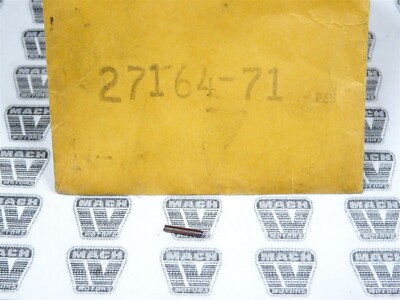 27164-71
MACH
IV
MOTORS